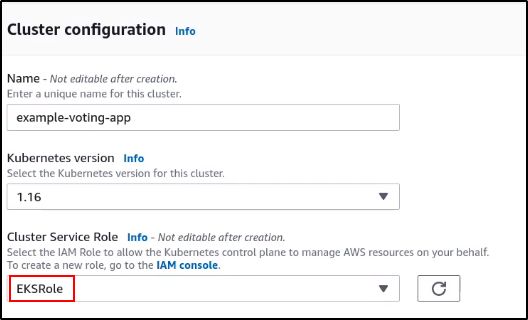 Cluster configuration Info
Name - Not editable after creation.
Enter a unique name for this cluster.
example-voting-app
Kubernetes version Info
Select the Kubernetes version for this cluster.
1.16
Cluster Service Role Info - Not editable after creation.
Select the IAM Role to allow the Kubernetes control plane to manage AWS resources on your behalf.
To create a new role, go to the IAM console.
EKSRole